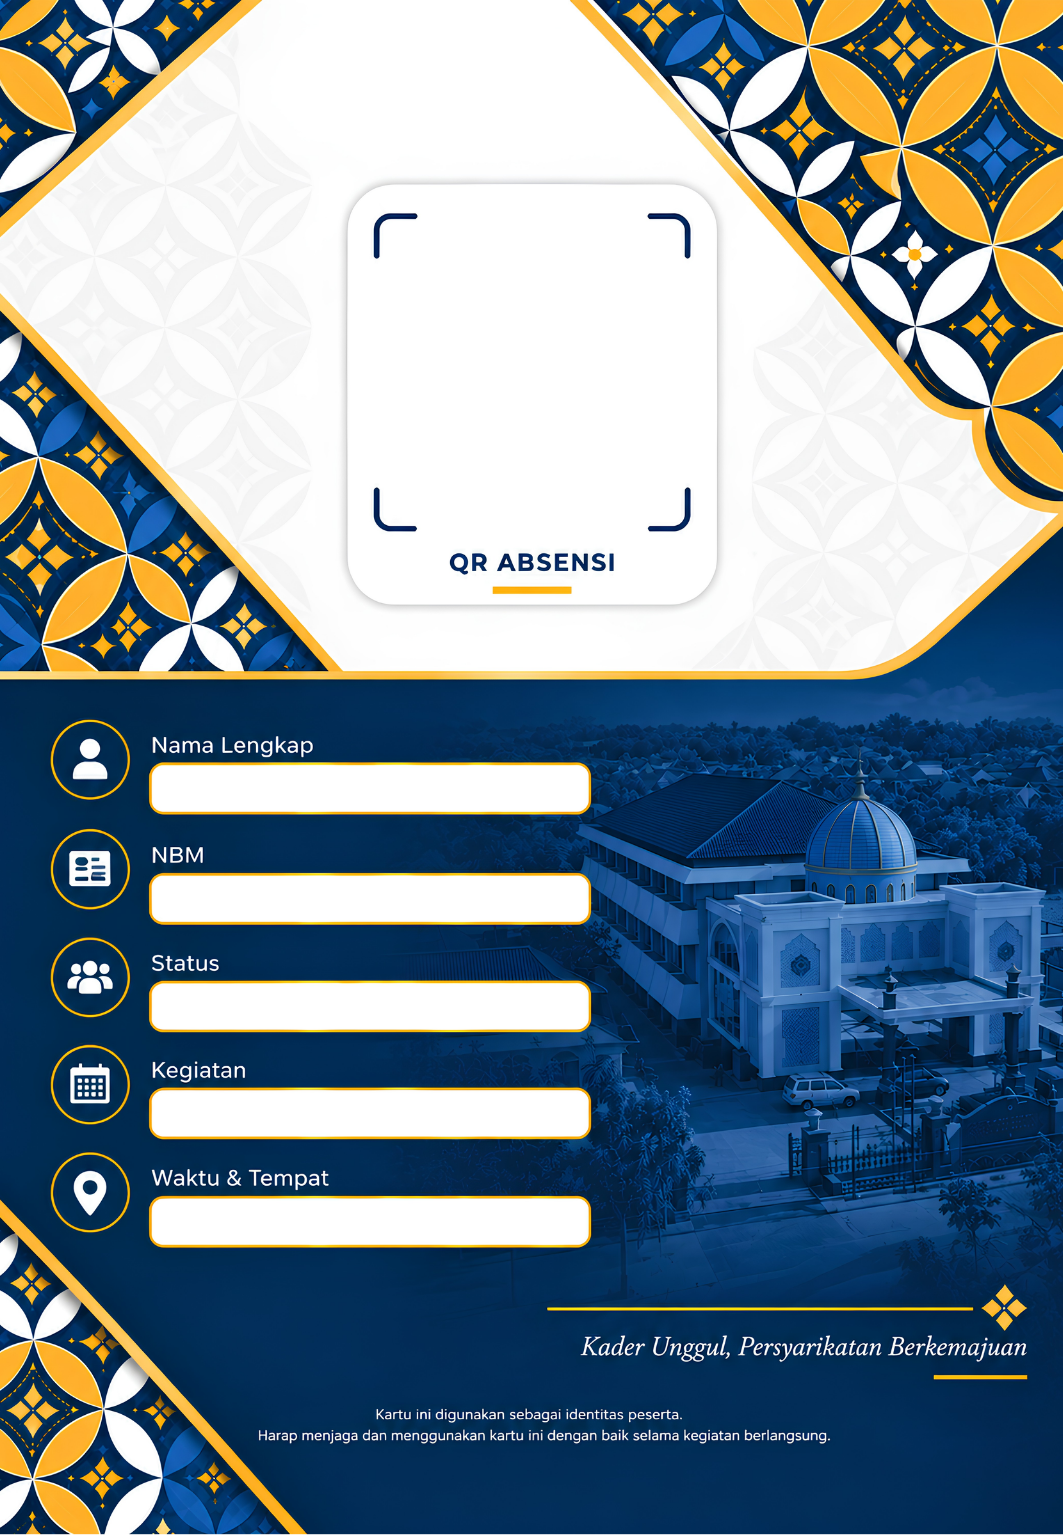 QR ABSENSI
Nama Lengkap
NBM
Status
Kegiatan
Waktu & Tempat
Kader Unggul, Persyarikatan Berkemajuan
Kartu ini digunakan sebagai identitas peserta.
Harap menjaga dan menggunakan kartu ini dengan baik selama kegiatan berlangsung.